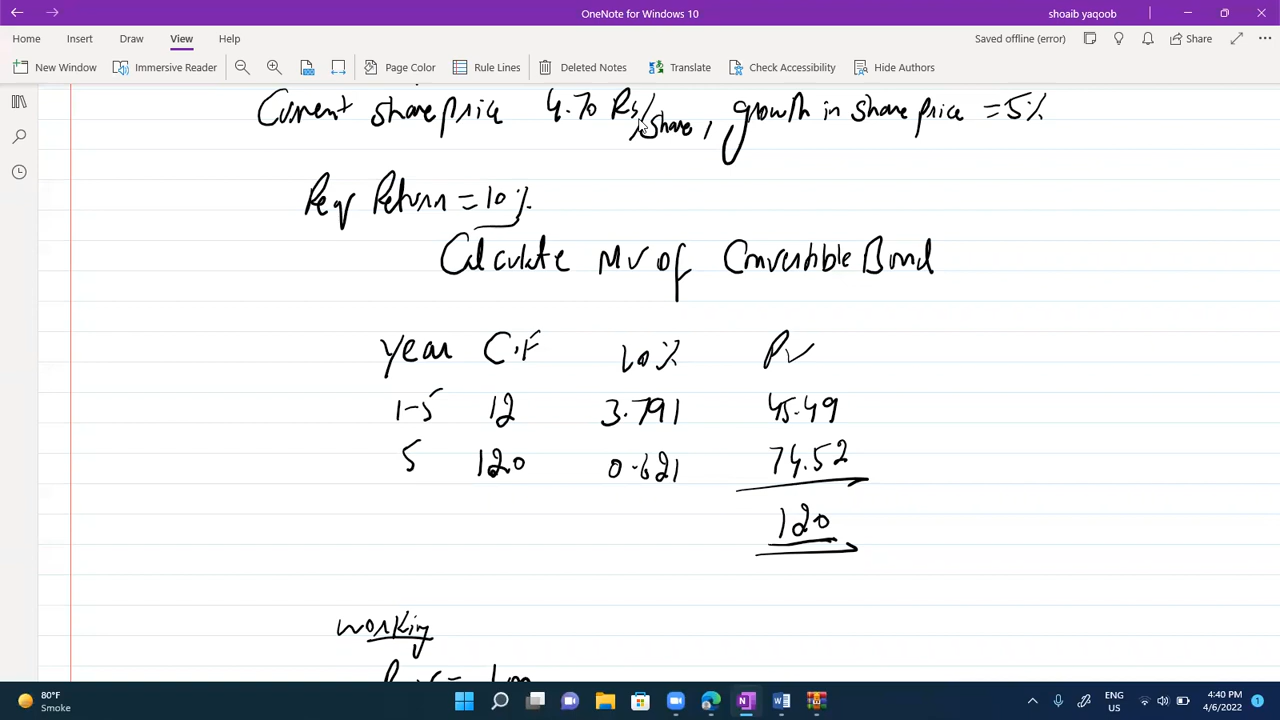 OneNote for Windows 10
shoaib yaqoob
Home Insert Draw View Help
Saved offline (error)
Share
New Window Immersive Reader Page Color Rule Lines Deleted Notes Translate Check Accessibility Hide Authors
Current share price 4.70 Rs/share, growth in share price = 5%
Req Return = 10%
Calculate MV of Convertible Bond
year C.F 10% PV
1-5 12 3.791 45.49
5 120 0.621 74.52
120
working
80°F
Smoke
ENG
US
4:40 PM
4/6/2022